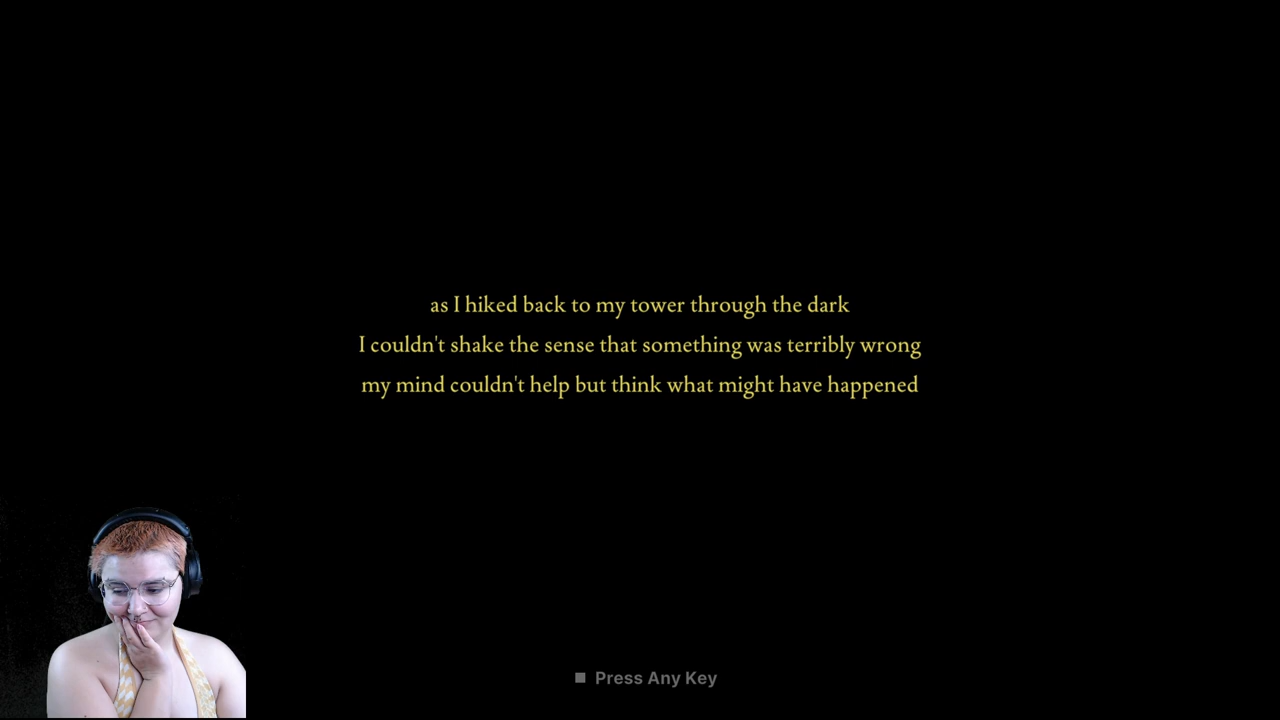 as I hiked back to my tower through the dark
I couldn't shake the sense that something was terribly wrong
my mind couldn't help but think what might have happened
Press Any Key